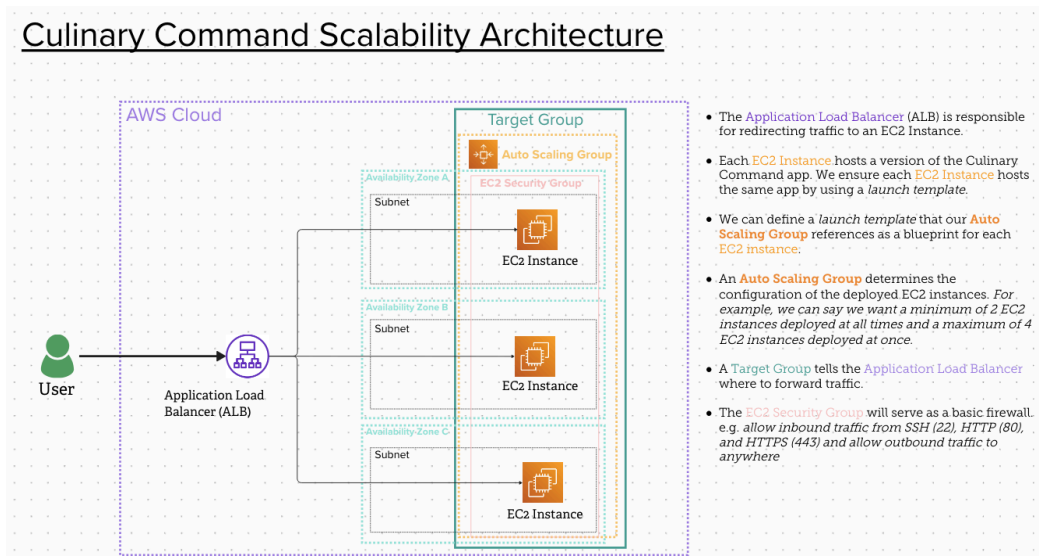 Culinary Command Scalability Architecture
AWS Cloud
Target Group
Auto Scaling Group
Availability Zone A
EC2 Security Group
Subnet
EC2 Instance
Availability Zone B
Subnet
EC2 Instance
User
Application Load
Balancer (ALB)
Availability Zone C
Subnet
EC2 Instance
• The Application Load Balancer (ALB) is responsible
for redirecting traffic to an EC2 Instance.
• Each EC2 Instance hosts a version of the Culinary
Command app. We ensure each EC2 Instance hosts
the same app by using a launch template.
• We can define a launch template that our Auto
Scaling Group references as a blueprint for each
EC2 instance.
• An Auto Scaling Group determines the
configuration of the deployed EC2 instances. For
example, we can say we want a minimum of 2 EC2
instances deployed at all times and a maximum of 4
EC2 instances deployed at once.
• A Target Group tells the Application Load Balancer
where to forward traffic.
• The EC2 Security Group will serve as a basic firewall.
e.g. allow inbound traffic from SSH (22), HTTP (80),
and HTTPS (443) and allow outbound traffic to
anywhere